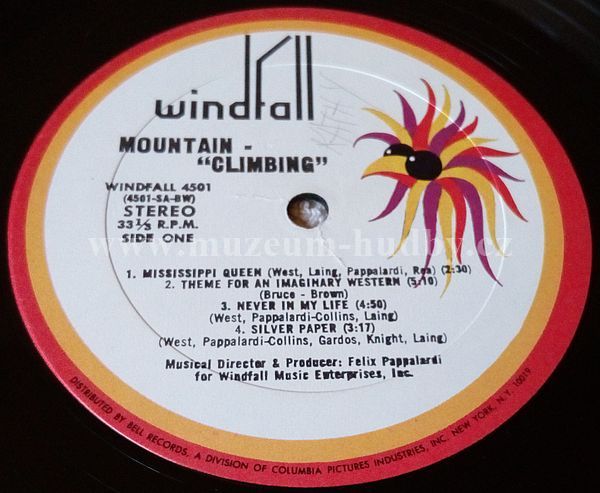 windfall
MOUNTAIN -
"CLIMBING"
WINDFALL 4501
(4501-SA-BW)
STEREO
33 1/3 R.P.M.
SIDE ONE
www.muzeum-hudby.cz
1. MISSISSIPPI QUEEN (West, Laing, Pappalardi, Rea) (2:30)
2. THEME FOR AN IMAGINARY WESTERN (5:10)
(Bruce - Brown)
3. NEVER IN MY LIFE (4:50)
(West, Pappalardi-Collins, Laing)
4. SILVER PAPER (3:17)
(West, Pappalardi-Collins, Gardos, Knight, Laing)
Musical Director & Producer: Felix Pappalardi
for Windfall Music Enterprises, Inc.
DISTRIBUTED BY BELL RECORDS, A DIVISION OF COLUMBIA PICTURES INDUSTRIES, INC. NEW YORK, N.Y. 10019